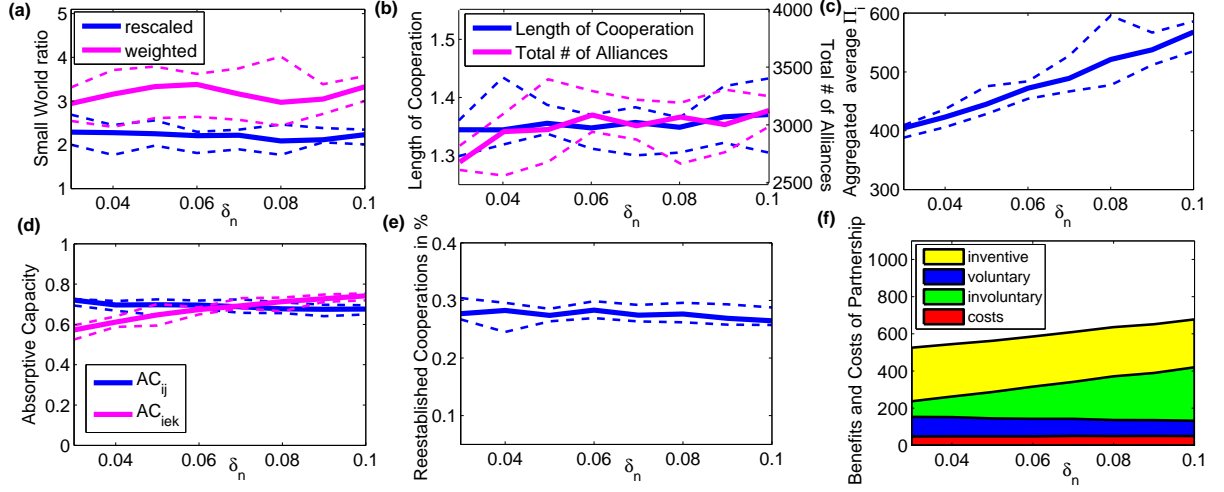 (a)
Small World ratio
5
4
3
2
1
rescaled
weighted
0.04
0.06
0.08
0.1
δn
(b)
Length of Cooperation
1.5
1.4
1.3
Length of Cooperation
Total # of Alliances
4000
3500
3000
2500
Total # of Alliances
0.04
0.06
0.08
0.1
δn
(c)
600
500
400
300
0.04
0.06
0.08
0.1
δn
(d)
Absorptive Capacity
1
0.8
0.6
0.4
0.2
0
ACij
ACiek
0.04
0.06
0.08
0.1
δn
(e)
Reestablished Cooperations in %
0.4
0.3
0.2
0.1
0.04
0.06
0.08
0.1
δn
(f)
Benefits and Costs of Partnership
1000
800
600
400
200
0
inventive
voluntary
involuntary
costs
0.04
0.06
0.08
0.1
δn